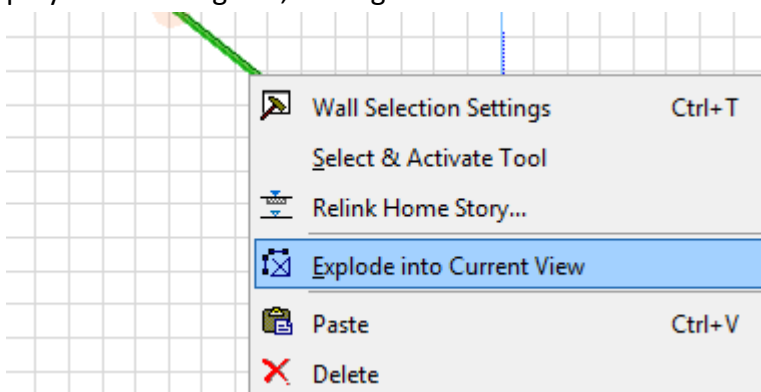 Wall Selection Settings Ctrl+T
Select & Activate Tool
Relink Home Story...
Explode into Current View
Paste Ctrl+V
Delete